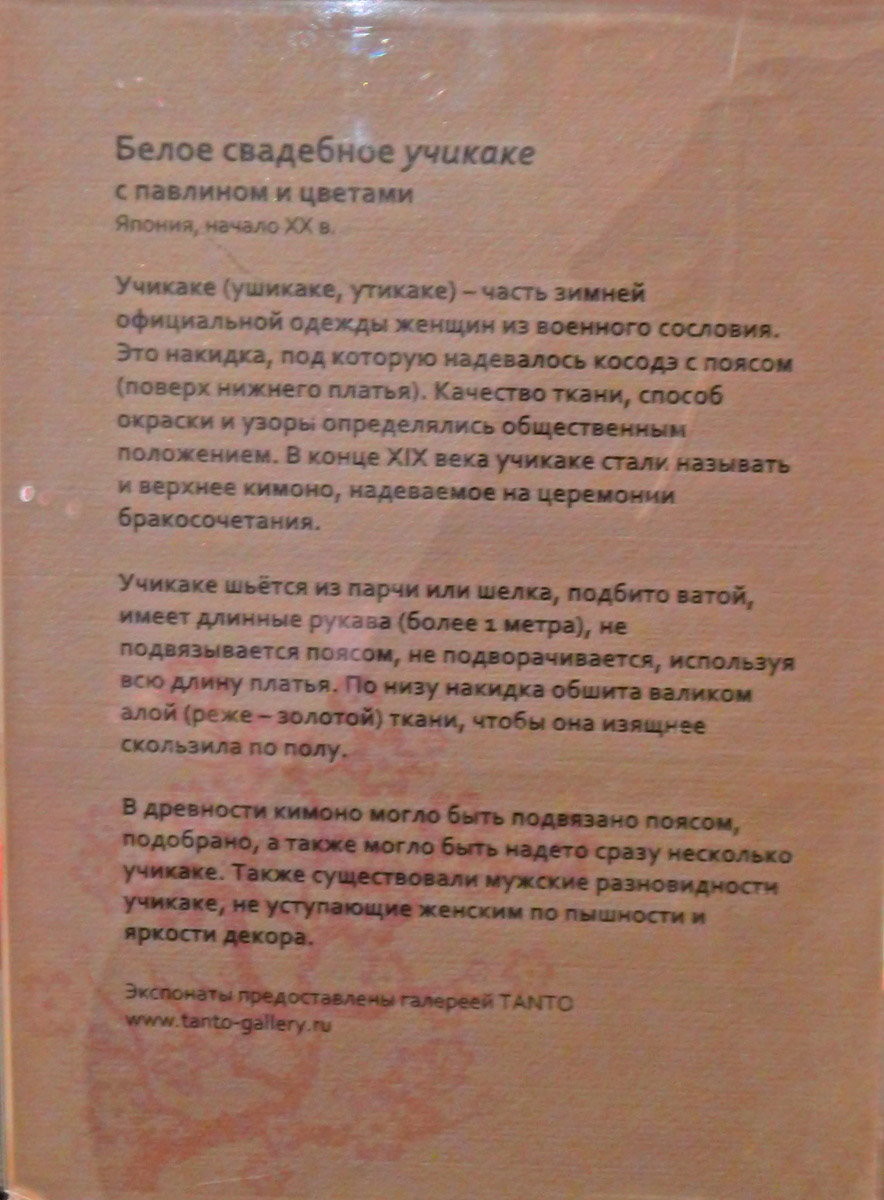 Белое свадебное учикаке
с павлином и цветами
Япония, начало XX в.
Учикаке (ушикаке, утикаке) – часть зимней
официальной одежды женщин из военного сословия.
Это накидка, под которую надевалось косодэ с поясом
(поверх нижнего платья). Качество ткани, способ
окраски и узоры определялись общественным
положением. В конце XIX века учикаке стали называть
и верхнее кимоно, надеваемое на церемонии
бракосочетания.
Учикаке шьётся из парчи или шелка, подбито ватой,
имеет длинные рукава (более 1 метра), не
подвязывается поясом, не подворачивается, используя
всю длину платья. По низу накидка обшита валиком
алой (реже – золотой) ткани, чтобы она изящнее
скользила по полу.
В древности кимоно могло быть подвязано поясом,
подобрано, а также могло быть надето сразу несколько
учикаке. Также существовали мужские разновидности
учикаке, не уступающие женским по пышности и
яркости декора.
Экспонаты предоставлены галереей TANTO
www.tanto-gallery.ru